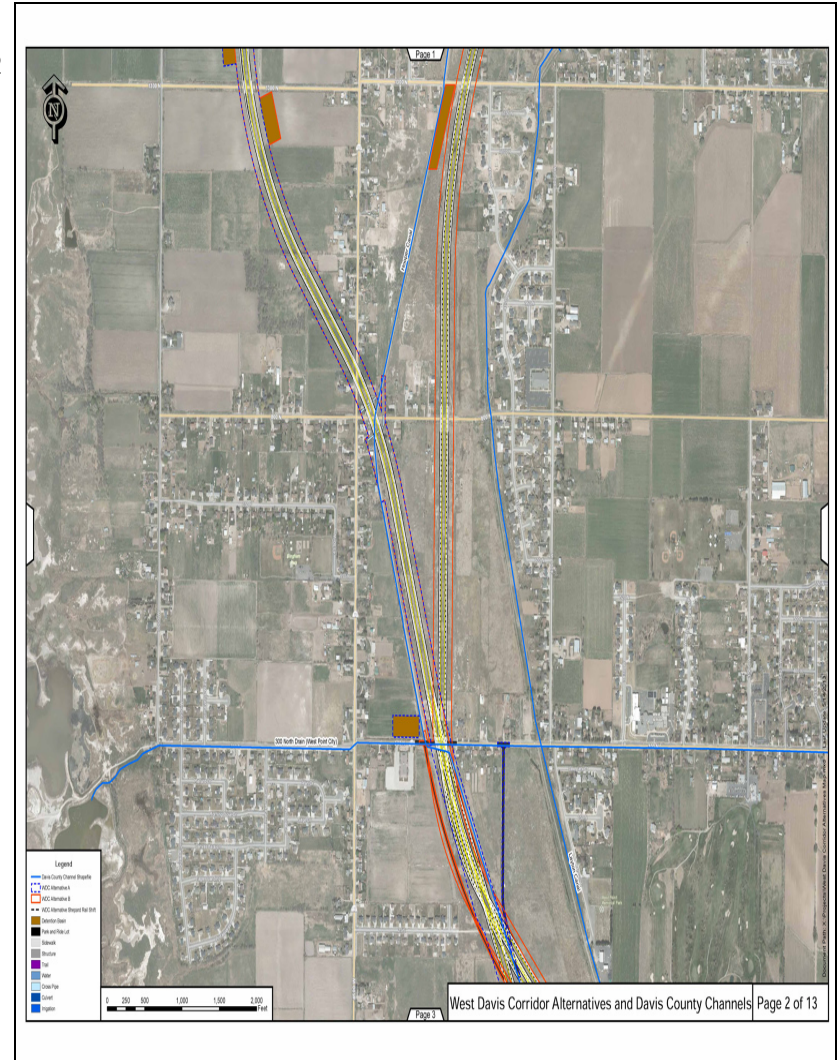 Page 1
N
300 North Drain (West Point City)
Legend
Davis County Channel Shapefile
WDC Alternative A
WDC Alternative B
WDC Alternative Shepard Rail Shift
Detention Basin
Park and Ride Lot
Sidewalk
Structure
Trail
Water
Cross Pipe
Culvert
Irrigation
0 250 500 1,000 1,500 2,000
Feet
Page 3
West Davis Corridor Alternatives and Davis County Channels
Page 2 of 13